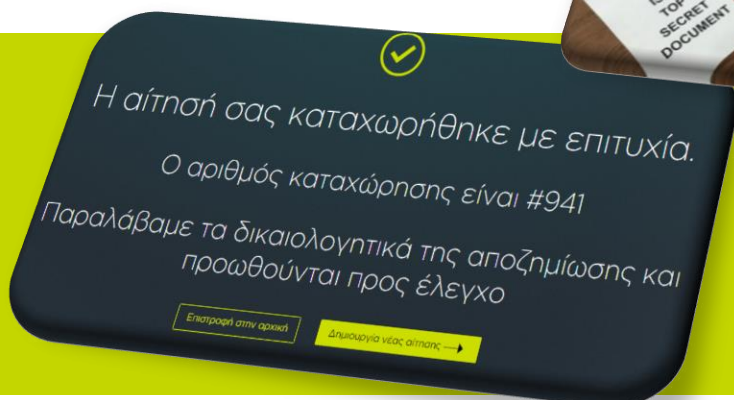 TOP
SECRET
DOCUMENT
Η αίτησή σας καταχωρήθηκε με επιτυχία.
Ο αριθμός καταχώρησης είναι #941
Παραλάβαμε τα δικαιολογητικά της αποζημίωσης και
προωθούνται προς έλεγχο
Επιστροφή στην αρχική
Δημιουργία νέας αίτησης